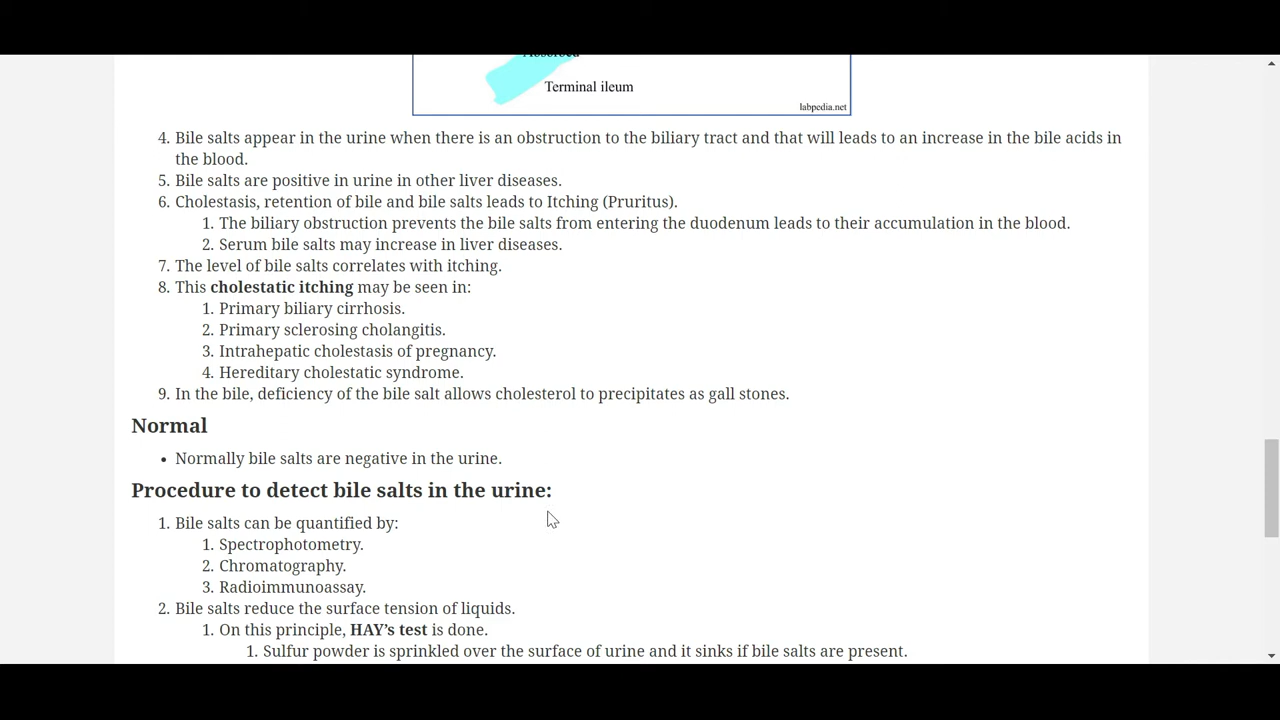 Absorbed
Terminal ileum
labpedia.net
4. Bile salts appear in the urine when there is an obstruction to the biliary tract and that will leads to an increase in the bile acids in
the blood.
5. Bile salts are positive in urine in other liver diseases.
6. Cholestasis, retention of bile and bile salts leads to Itching (Pruritus).
1. The biliary obstruction prevents the bile salts from entering the duodenum leads to their accumulation in the blood.
2. Serum bile salts may increase in liver diseases.
7. The level of bile salts correlates with itching.
8. This cholestatic itching may be seen in:
1. Primary biliary cirrhosis.
2. Primary sclerosing cholangitis.
3. Intrahepatic cholestasis of pregnancy.
4. Hereditary cholestatic syndrome.
9. In the bile, deficiency of the bile salt allows cholesterol to precipitates as gall stones.
Normal
• Normally bile salts are negative in the urine.
Procedure to detect bile salts in the urine:
1. Bile salts can be quantified by:
1. Spectrophotometry.
2. Chromatography.
3. Radioimmunoassay.
2. Bile salts reduce the surface tension of liquids.
1. On this principle, HAY’s test is done.
1. Sulfur powder is sprinkled over the surface of urine and it sinks if bile salts are present.